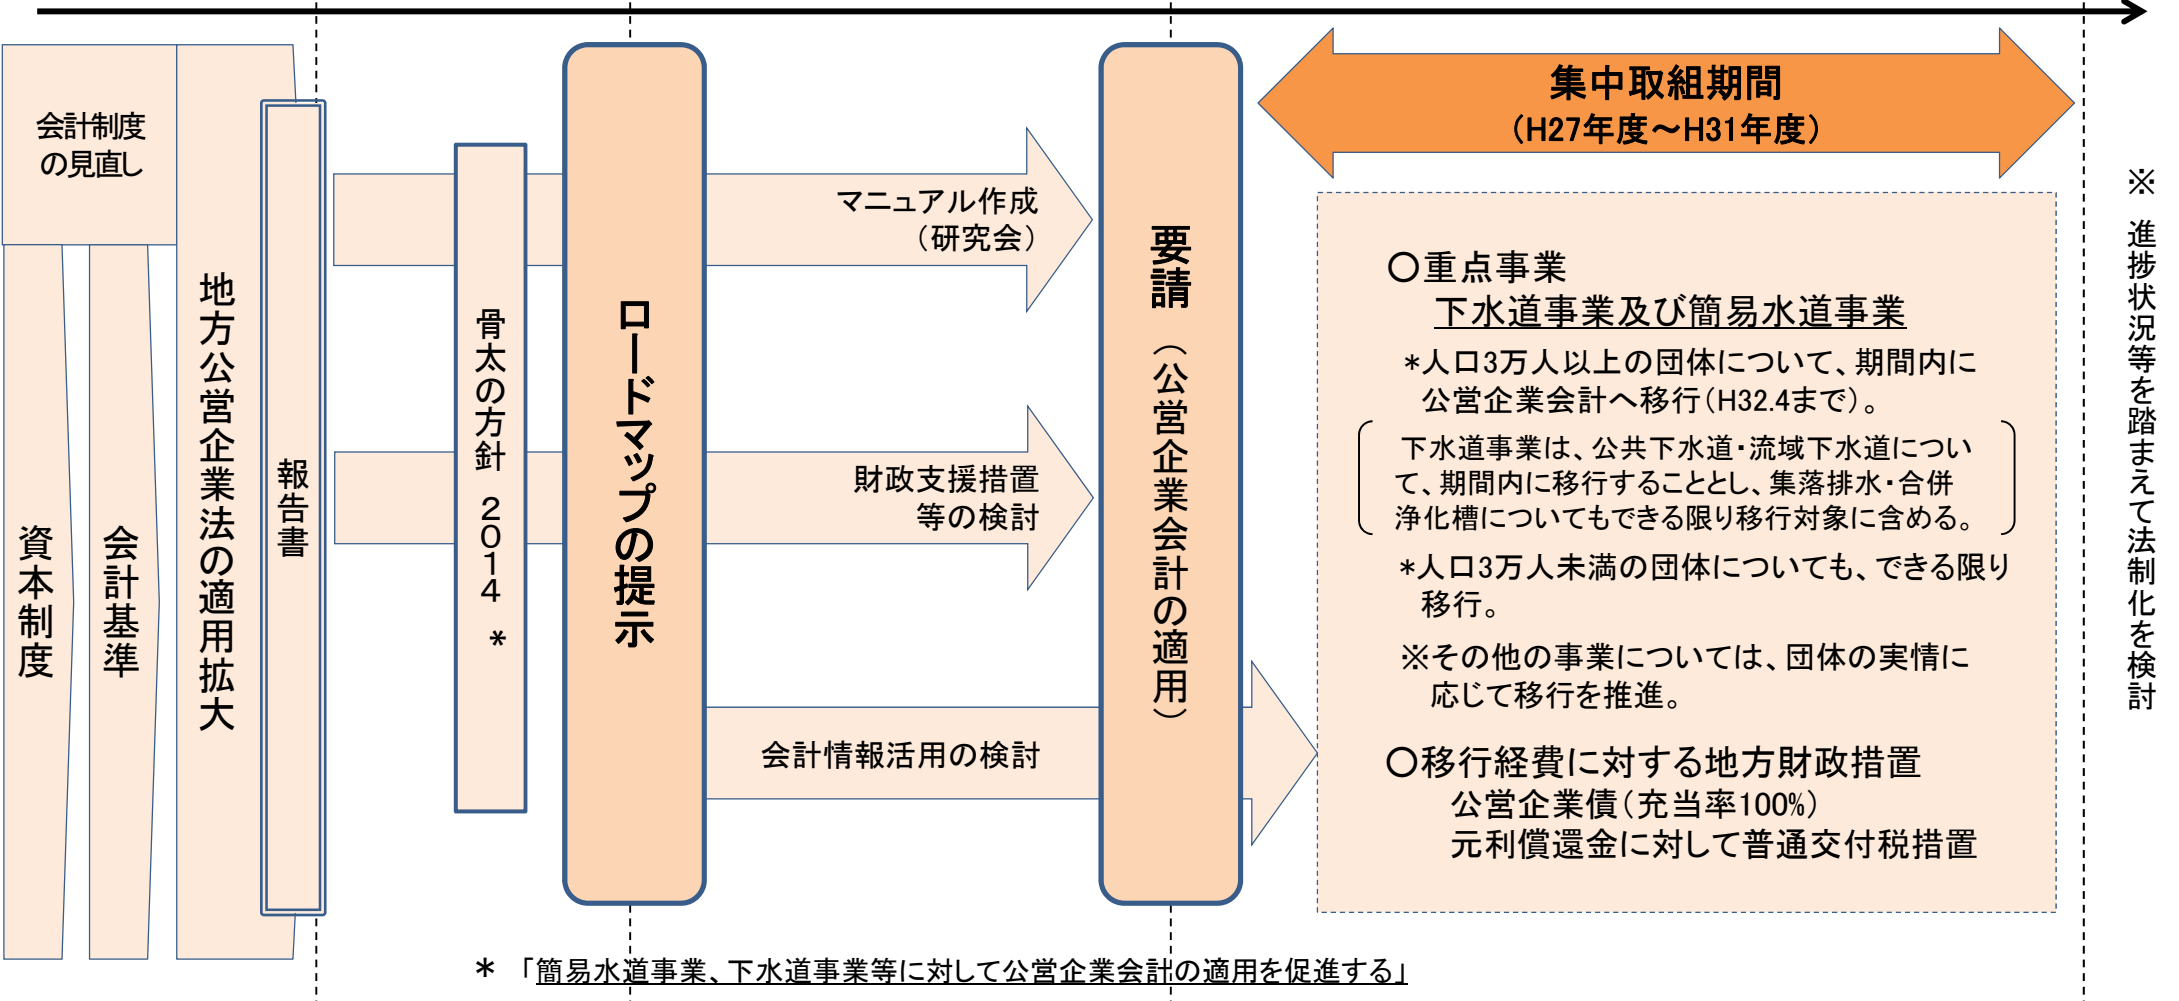 会計制度
の見直し
資本制度
会計基準
地方公営企業法の適用拡大
報告書
骨太の方針 2014 *
ロードマップの提示
マニュアル作成
（研究会）
財政支援措置
等の検討
会計情報活用の検討
要請（公営企業会計の適用）
集中取組期間
（H27年度～H31年度）
○重点事業
下水道事業及び簡易水道事業
*人口3万人以上の団体について、期間内に
公営企業会計へ移行（H32.4まで）。
下水道事業は、公共下水道・流域下水道につい
て、期間内に移行することとし、集落排水・合併
浄化槽についてもできる限り移行対象に含める。
*人口3万人未満の団体についても、できる限り
移行。
※その他の事業については、団体の実情に
応じて移行を推進。
○移行経費に対する地方財政措置
公営企業債（充当率100%）
元利償還金に対して普通交付税措置
※ 進捗状況等を踏まえて法制化を検討
* 「簡易水道事業、下水道事業等に対して公営企業会計の適用を促進する」